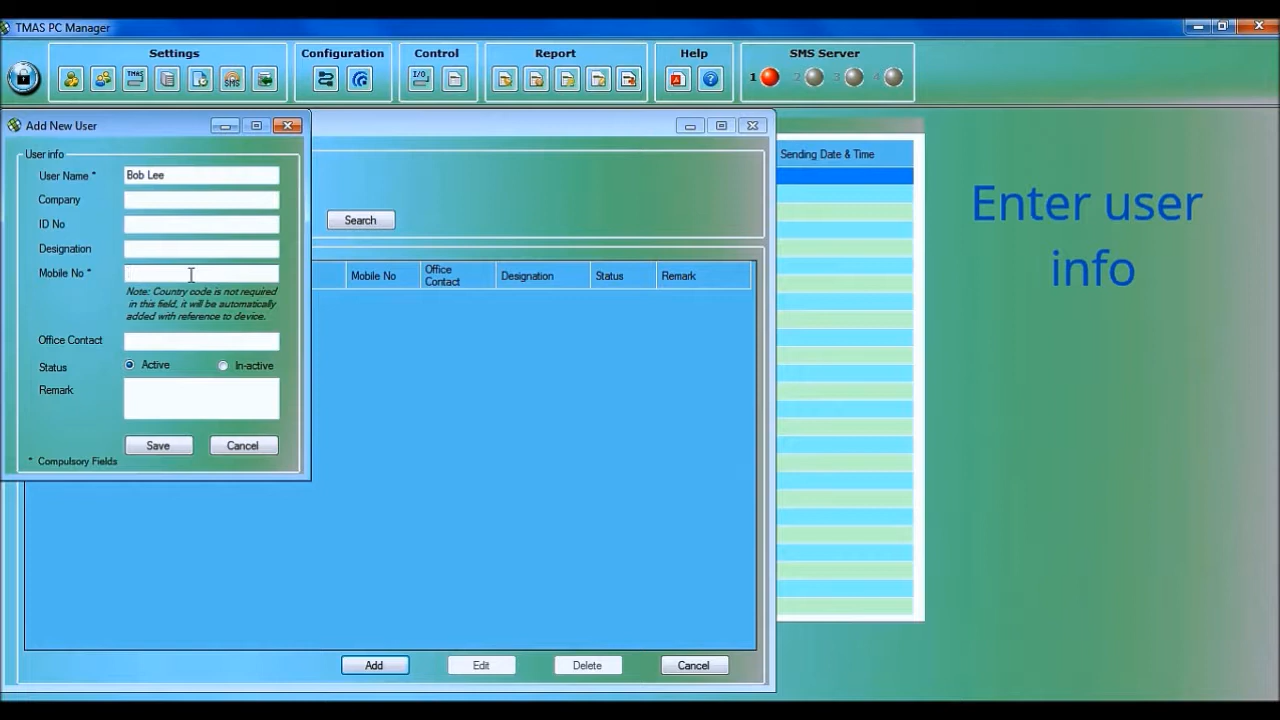 TMAS PC Manager
Settings
Configuration
Control
Report
Help
SMS Server
TMAS
SMS
I/O
1
2
3
4
Add New User
User info
User Name * Bob Lee
Company
ID No
Designation
Mobile No *
Note: Country code is not required
in this field, it will be automatically
added with reference to device.
Office Contact
Status Active In-active
Remark
Save Cancel
* Compulsory Fields
Search
Mobile No
Office
Contact
Designation
Status
Remark
Add Edit Delete Cancel
Sending Date & Time
Enter user
info